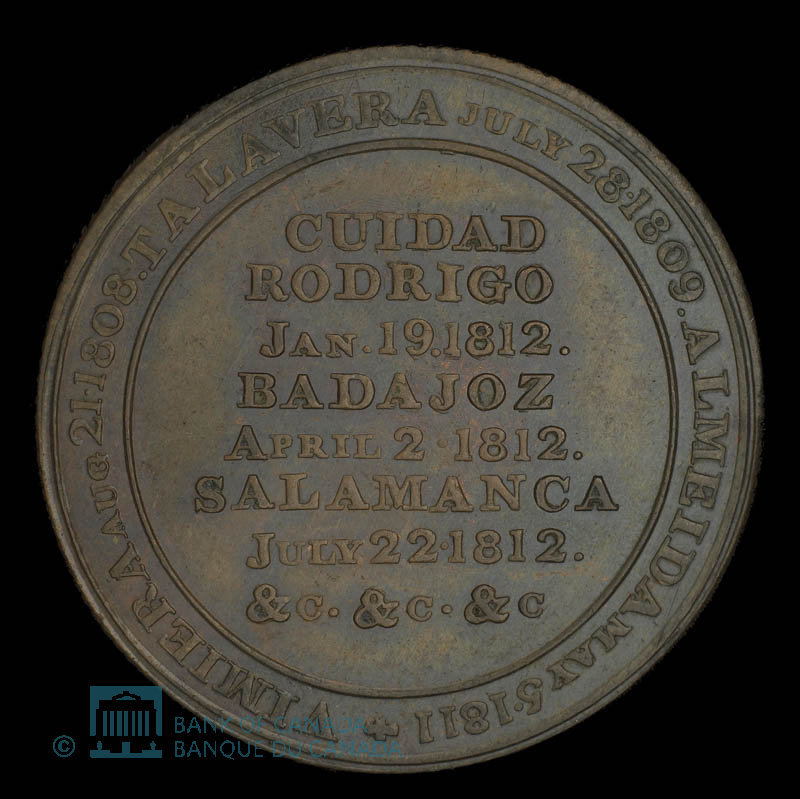 VIMIERA·AUG 21·1808·TALAVERA JULY 28·1809·ALMEIDA MAY 5·1811
CUIDAD
RODRIGO
JAN. 19.1812.
BADAJOZ
APRIL 2·1812.
SALAMANCA
JULY.22·1812.
&C. &C. &C
© BANK OF CANADA
BANQUE DU CANADA